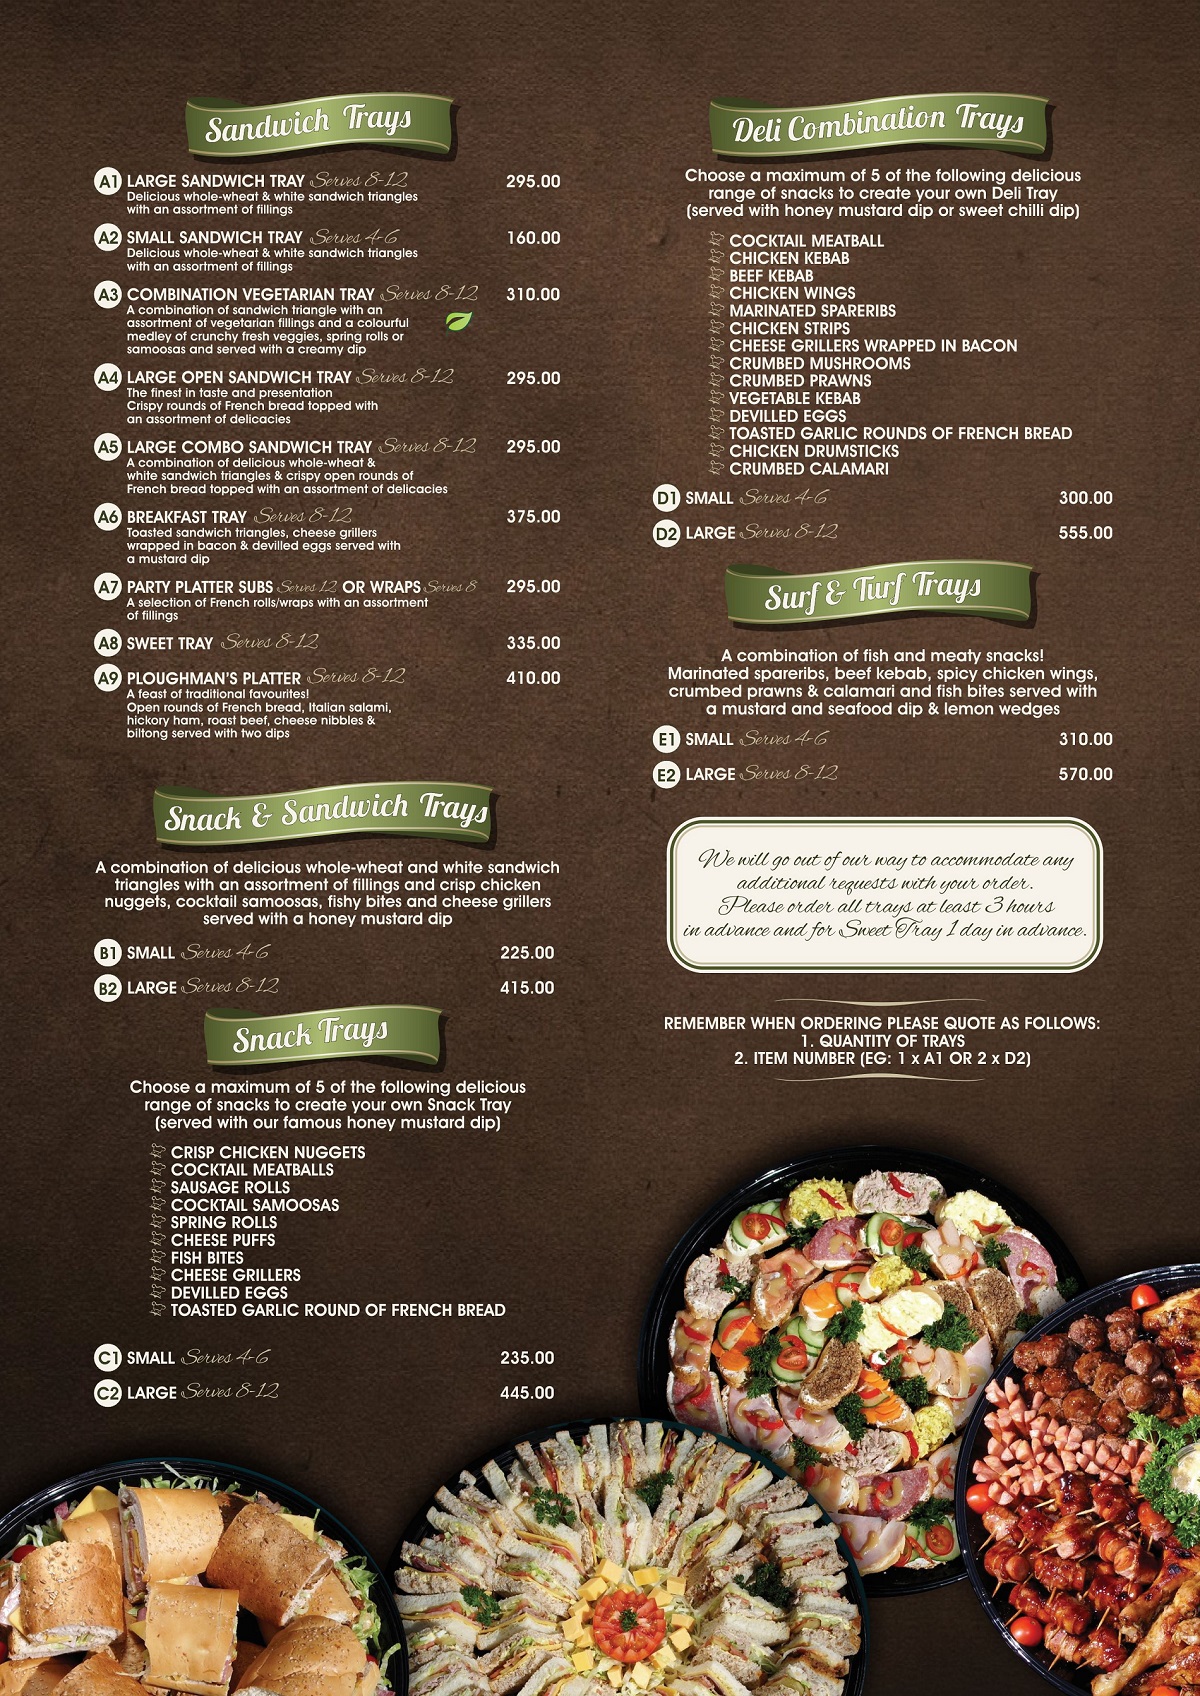 Sandwich Trays
A1 LARGE SANDWICH TRAY Serves 8-12 295.00
Delicious whole-wheat & white sandwich triangles
with an assortment of fillings
A2 SMALL SANDWICH TRAY Serves 4-6 160.00
Delicious whole-wheat & white sandwich triangles
with an assortment of fillings
A3 COMBINATION VEGETARIAN TRAY Serves 8-12 310.00
A combination of sandwich triangle with an
assortment of vegetarian fillings and a colourful
medley of crunchy fresh veggies, spring rolls or
samoosas and served with a creamy dip
A4 LARGE OPEN SANDWICH TRAY Serves 8-12 295.00
The finest in taste and presentation
Crispy rounds of French bread topped with
an assortment of delicacies
A5 LARGE COMBO SANDWICH TRAY Serves 8-12 295.00
A combination of delicious whole-wheat &
white sandwich triangles & crispy open rounds of
French bread topped with an assortment of delicacies
A6 BREAKFAST TRAY Serves 8-12 375.00
Toasted sandwich triangles, cheese grillers
wrapped in bacon & devilled eggs served with
a mustard dip
A7 PARTY PLATTER SUBS Serves 12 OR WRAPS Serves 8 295.00
A selection of French rolls/wraps with an assortment
of fillings
A8 SWEET TRAY Serves 8-12 335.00
A9 PLOUGHMAN'S PLATTER Serves 8-12 410.00
A feast of traditional favourites!
Open rounds of French bread, Italian salami,
hickory ham, roast beef, cheese nibbles &
biltong served with two dips
Snack & Sandwich Trays
A combination of delicious whole-wheat and white sandwich
triangles with an assortment of fillings and crisp chicken
nuggets, cocktail samoosas, fishy bites and cheese grillers
served with a honey mustard dip
B1 SMALL Serves 4-6 225.00
B2 LARGE Serves 8-12 415.00
Snack Trays
Choose a maximum of 5 of the following delicious
range of snacks to create your own Snack Tray
(served with our famous honey mustard dip)
CRISP CHICKEN NUGGETS
COCKTAIL MEATBALLS
SAUSAGE ROLLS
COCKTAIL SAMOOSAS
SPRING ROLLS
CHEESE PUFFS
FISH BITES
CHEESE GRILLERS
DEVILLED EGGS
TOASTED GARLIC ROUND OF FRENCH BREAD
C1 SMALL Serves 4-6 235.00
C2 LARGE Serves 8-12 445.00
Deli Combination Trays
Choose a maximum of 5 of the following delicious
range of snacks to create your own Deli Tray
(served with honey mustard dip or sweet chilli dip)
COCKTAIL MEATBALL
CHICKEN KEBAB
BEEF KEBAB
CHICKEN WINGS
MARINATED SPARERIBS
CHICKEN STRIPS
CHEESE GRILLERS WRAPPED IN BACON
CRUMBED MUSHROOMS
CRUMBED PRAWNS
VEGETABLE KEBAB
DEVILLED EGGS
TOASTED GARLIC ROUNDS OF FRENCH BREAD
CHICKEN DRUMSTICKS
CRUMBED CALAMARI
D1 SMALL Serves 4-6 300.00
D2 LARGE Serves 8-12 555.00
Surf & Turf Trays
A combination of fish and meaty snacks!
Marinated spareribs, beef kebab, spicy chicken wings,
crumbed prawns & calamari and fish bites served with
a mustard and seafood dip & lemon wedges
E1 SMALL Serves 4-6 310.00
E2 LARGE Serves 8-12 570.00
We will go out of our way to accommodate any
additional requests with your order.
Please order all trays at least 3 hours
in advance and for Sweet Tray 1 day in advance.
REMEMBER WHEN ORDERING PLEASE QUOTE AS FOLLOWS:
1. QUANTITY OF TRAYS
2. ITEM NUMBER (EG: 1 x A1 OR 2 x D2)